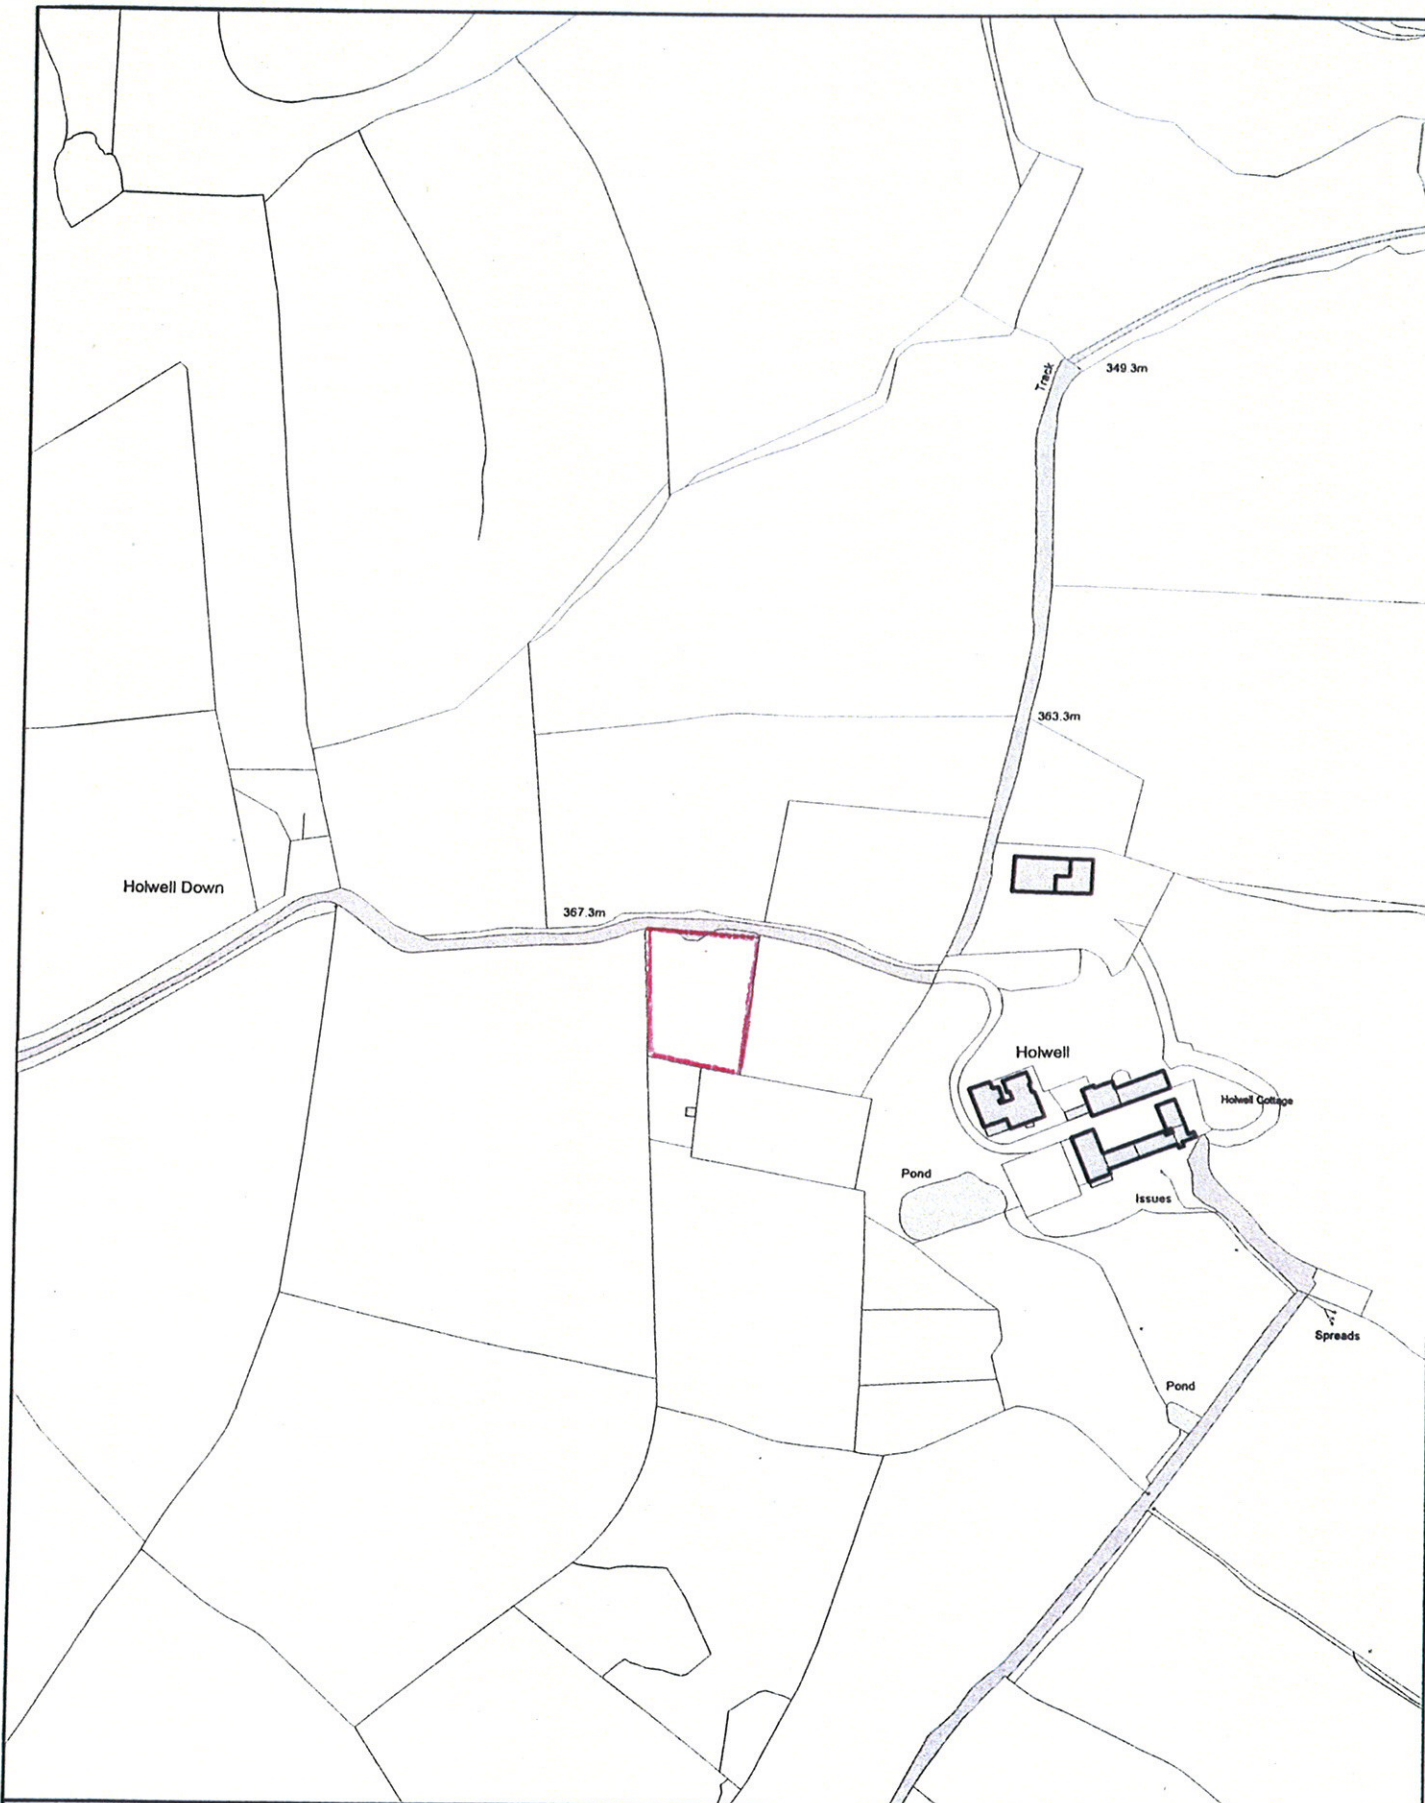 Track
349.3m
363.3m
Holwell Down
367.3m
Holwell
Holwell Cottage
Pond
Issues
Spreads
Pond